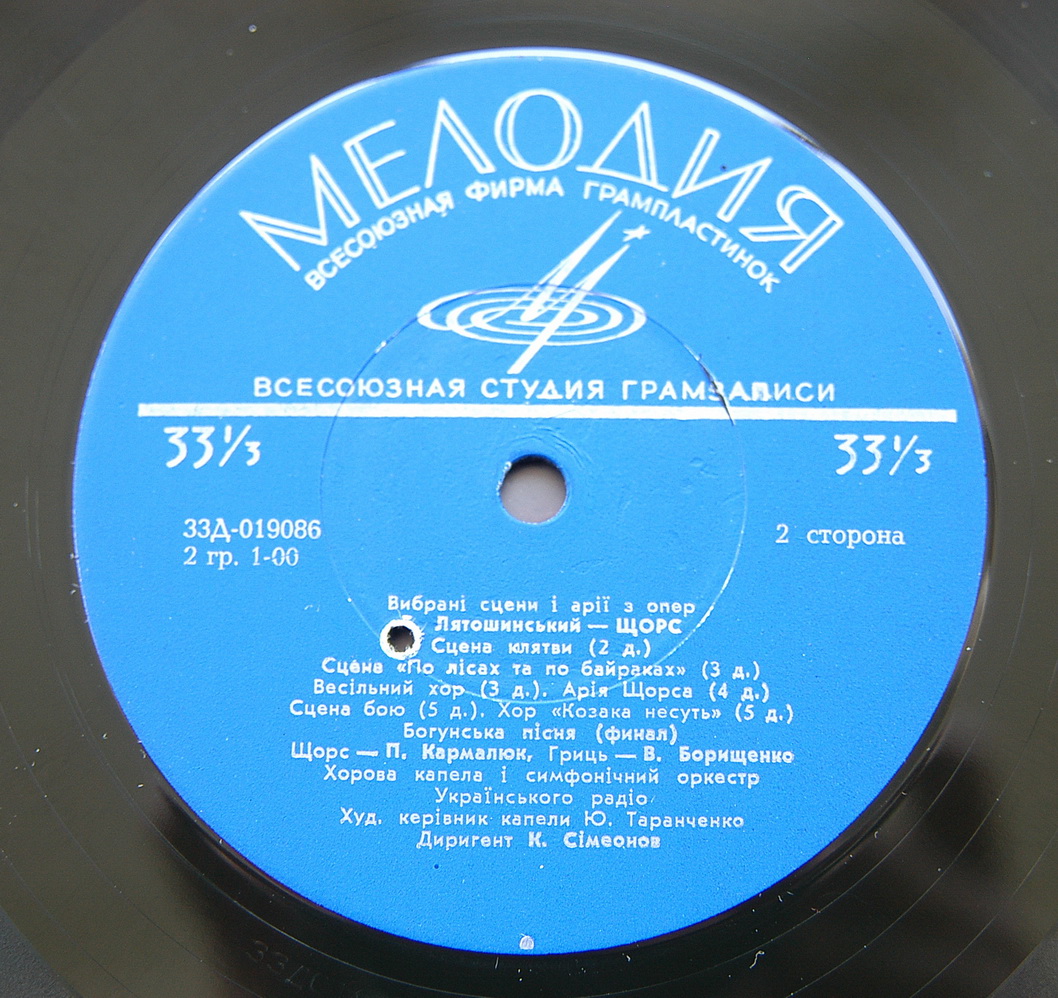 МЕЛОДИЯ
ВСЕСОЮЗНАЯ ФИРМА ГРАМПЛАСТИНОК
ВСЕСОЮЗНАЯ СТУДИЯ ГРАМЗАПИСИ
33⅓ 33⅓
33Д-019086
2 гр. 1-00
2 сторона
Вибрані сцени і арії з опер
Лятошинський — ЩОРС
Сцена клятви (2 д.)
Сцена «По лісах та по байраках» (3 д.)
Весільний хор (3 д.). Арія Щорса (4 д.)
Сцена бою (5 д.). Хор «Козака несуть» (5 д.)
Богунська пісня (финал)
Щорс — П. Кармалюк, Гриць — В. Борищенко
Хорова капела і симфонічний оркестр
Українського радіо
Худ. керівник капели Ю. Таранченко
Диригент К. Сімеонов